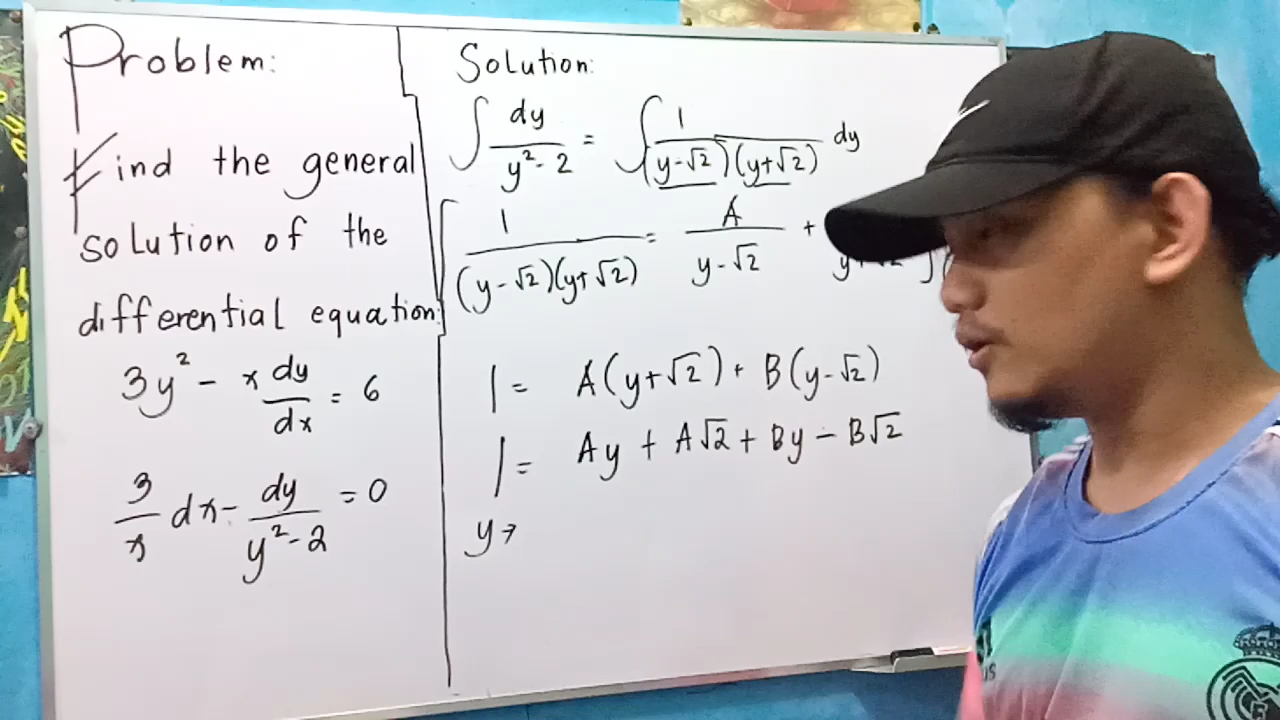 Problem:
Find the general
solution of the
differential equation:
3y² - x dy/dx = 6
3/x dx - dy/(y² - 2) = 0
Solution:
∫ dy/(y² - 2) = ∫ 1/((y-√2)(y+√2)) dy
[1/((y-√2)(y+√2)) = A/(y-√2) +
1 = A(y+√2) + B(y-√2)
1 = Ay + A√2 + By - B√2
y→